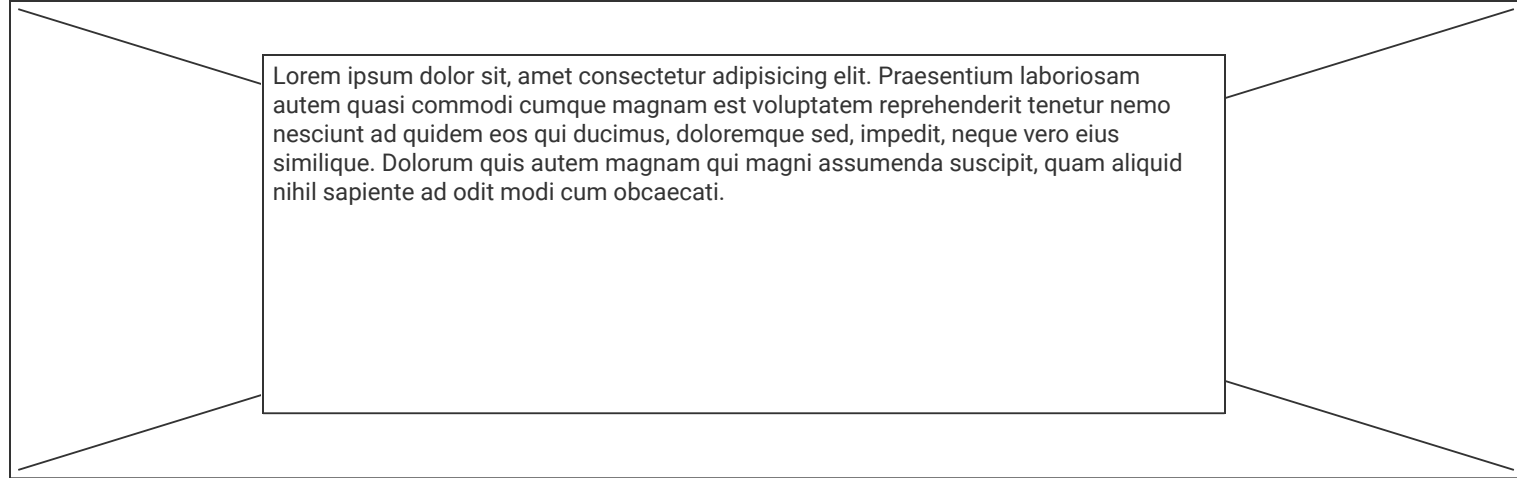 Lorem ipsum dolor sit, amet consectetur adipisicing elit. Praesentium laboriosam
autem quasi commodi cumque magnam est voluptatem reprehenderit tenetur nemo
nesciunt ad quidem eos qui ducimus, doloremque sed, impedit, neque vero eius
similique. Dolorum quis autem magnam qui magni assumenda suscipit, quam aliquid
nihil sapiente ad odit modi cum obcaecati.